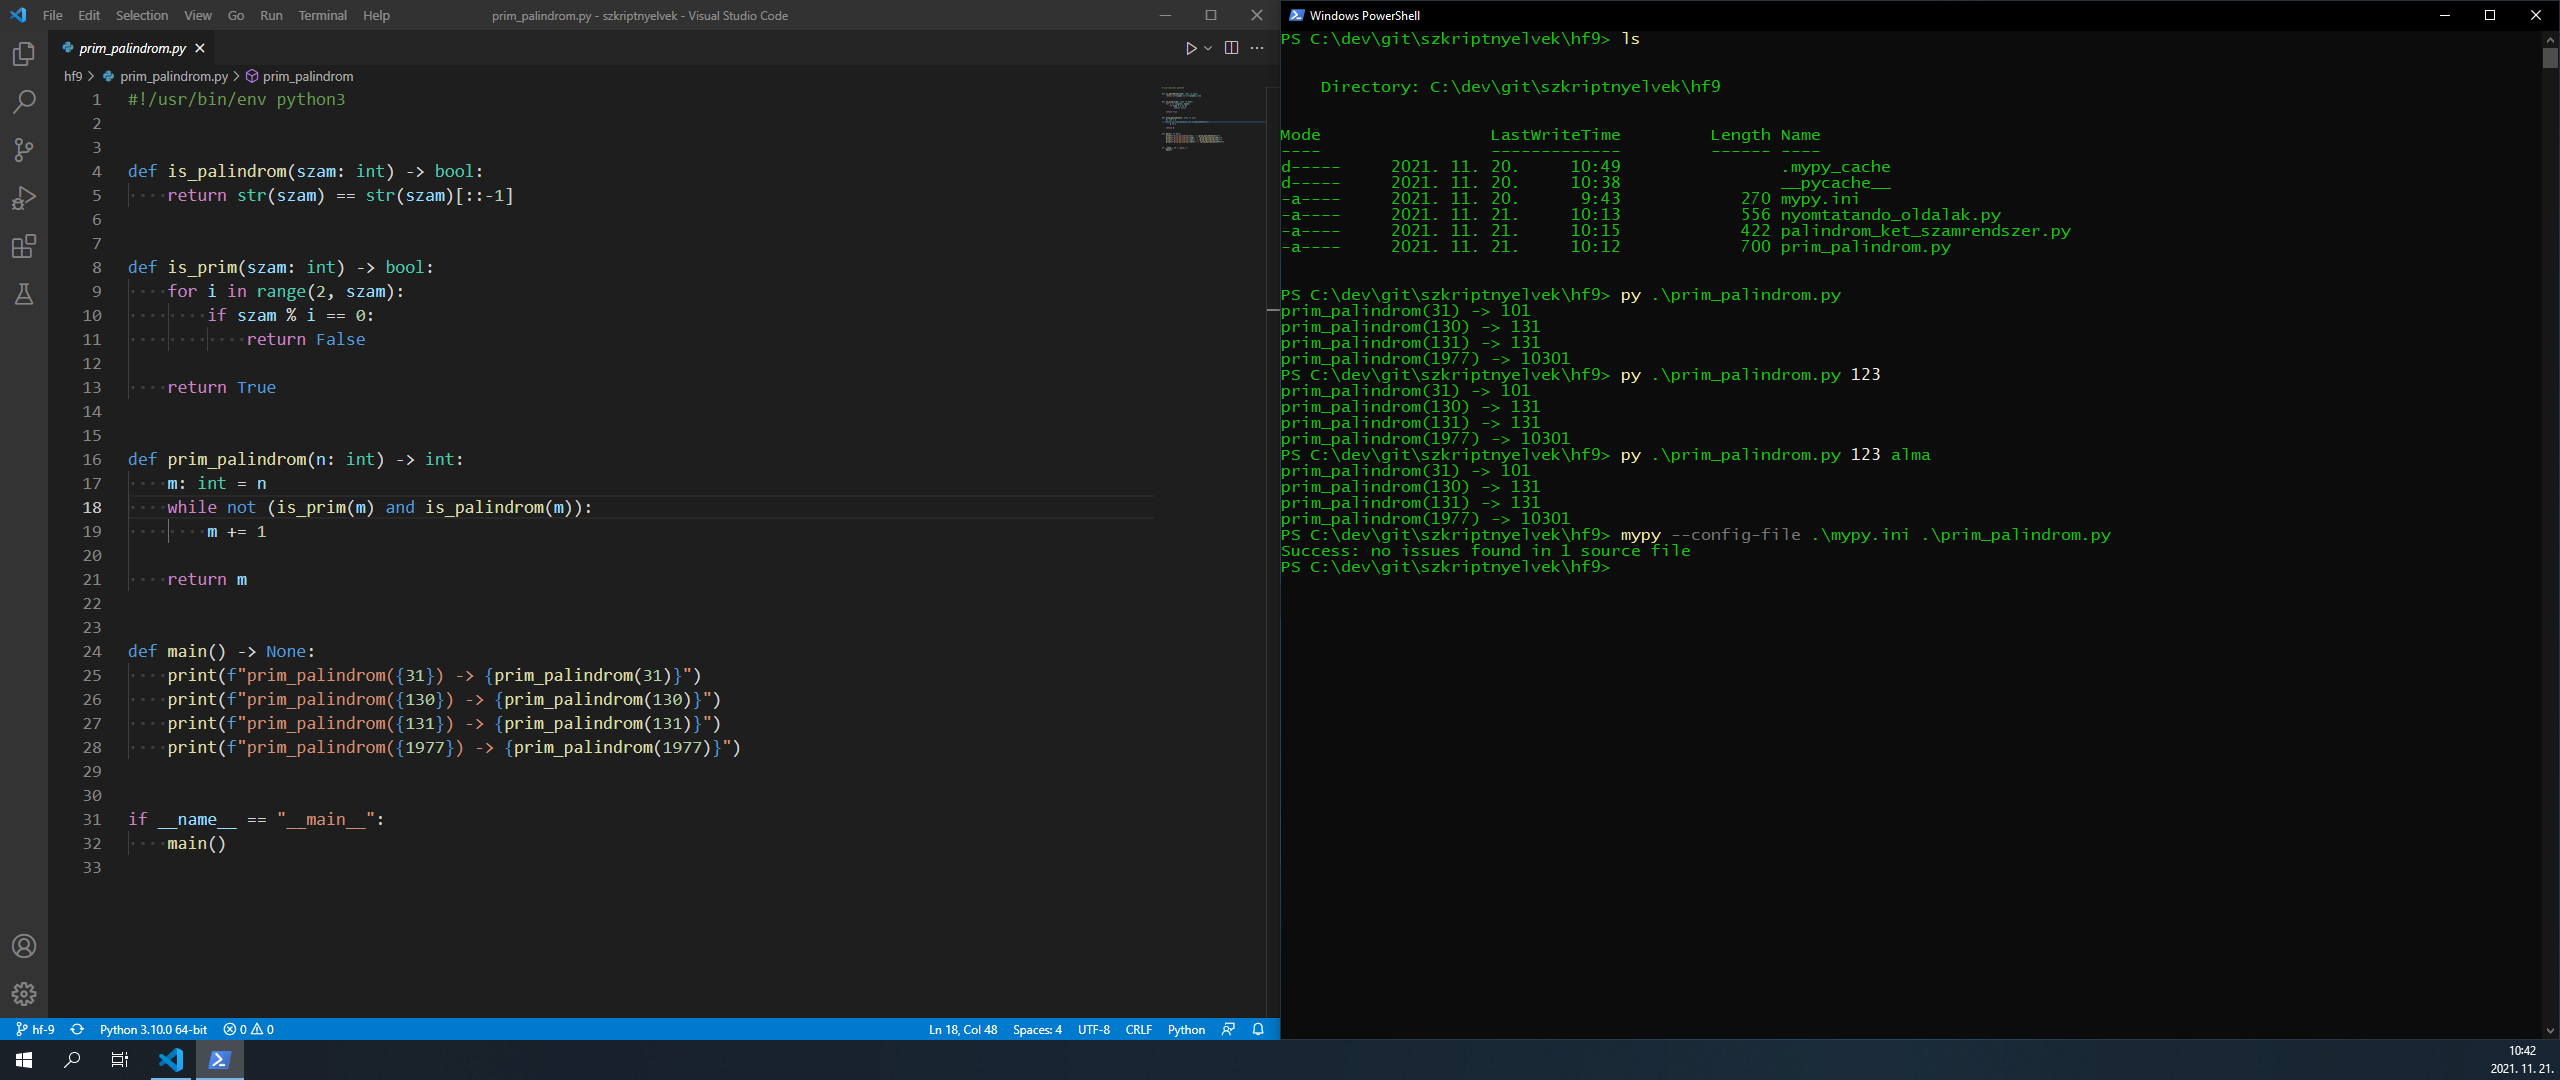 File Edit Selection View Go Run Terminal Help prim_palindrom.py - szkriptnyelvek - Visual Studio Code
prim_palindrom.py
hf9 > prim_palindrom.py > prim_palindrom
1 #!/usr/bin/env python3
2
3
4 def is_palindrom(szam: int) -> bool:
5 ····return str(szam) == str(szam)[::-1]
6
7
8 def is_prim(szam: int) -> bool:
9 ····for i in range(2, szam):
10 ········if szam % i == 0:
11 ············return False
12
13 ····return True
14
15
16 def prim_palindrom(n: int) -> int:
17 ····m: int = n
18 ····while not (is_prim(m) and is_palindrom(m)):
19 ········m += 1
20
21 ····return m
22
23
24 def main() -> None:
25 ····print(f"prim_palindrom({31}) -> {prim_palindrom(31)}")
26 ····print(f"prim_palindrom({130}) -> {prim_palindrom(130)}")
27 ····print(f"prim_palindrom({131}) -> {prim_palindrom(131)}")
28 ····print(f"prim_palindrom({1977}) -> {prim_palindrom(1977)}")
29
30
31 if __name__ == "__main__":
32 ····main()
33
hf-9 Python 3.10.0 64-bit 0 0 Ln 18, Col 48 Spaces: 4 UTF-8 CRLF Python
Windows PowerShell
PS C:\dev\git\szkriptnyelvek\hf9> ls
Directory: C:\dev\git\szkriptnyelvek\hf9
Mode LastWriteTime Length Name
---- ------------- ------ ----
d----- 2021. 11. 20. 10:49 .mypy_cache
d----- 2021. 11. 20. 10:38 __pycache__
-a---- 2021. 11. 20. 9:43 270 mypy.ini
-a---- 2021. 11. 21. 10:13 556 nyomtatando_oldalak.py
-a---- 2021. 11. 21. 10:15 422 palindrom_ket_szamrendszer.py
-a---- 2021. 11. 21. 10:12 700 prim_palindrom.py
PS C:\dev\git\szkriptnyelvek\hf9> py .\prim_palindrom.py
prim_palindrom(31) -> 101
prim_palindrom(130) -> 131
prim_palindrom(131) -> 131
prim_palindrom(1977) -> 10301
PS C:\dev\git\szkriptnyelvek\hf9> py .\prim_palindrom.py 123
prim_palindrom(31) -> 101
prim_palindrom(130) -> 131
prim_palindrom(131) -> 131
prim_palindrom(1977) -> 10301
PS C:\dev\git\szkriptnyelvek\hf9> py .\prim_palindrom.py 123 alma
prim_palindrom(31) -> 101
prim_palindrom(130) -> 131
prim_palindrom(131) -> 131
prim_palindrom(1977) -> 10301
PS C:\dev\git\szkriptnyelvek\hf9> mypy --config-file .\mypy.ini .\prim_palindrom.py
Success: no issues found in 1 source file
PS C:\dev\git\szkriptnyelvek\hf9>
10:42
2021. 11. 21.